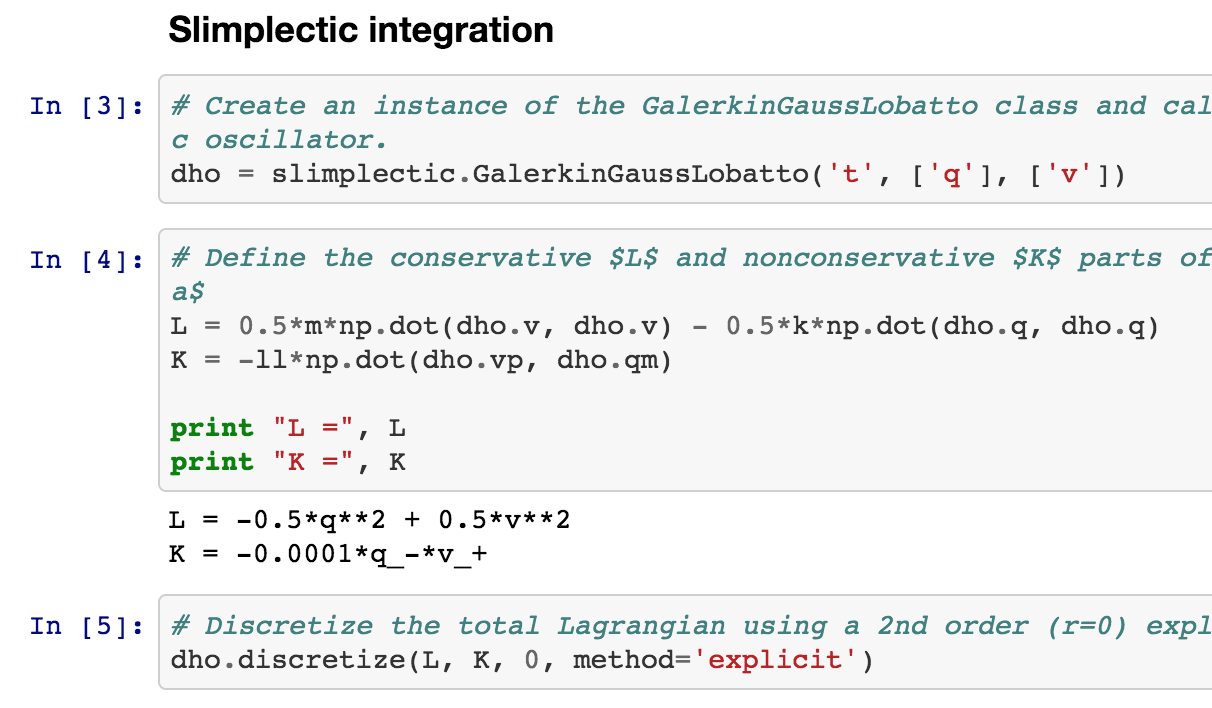 Slimplectic integration
In [3]: # Create an instance of the GalerkinGaussLobatto class and cal
c oscillator.
dho = slimplectic.GalerkinGaussLobatto('t', ['q'], ['v'])
In [4]: # Define the conservative $L$ and nonconservative $K$ parts of
a$
L = 0.5*m*np.dot(dho.v, dho.v) - 0.5*k*np.dot(dho.q, dho.q)
K = -ll*np.dot(dho.vp, dho.qm)
print "L =", L
print "K =", K
L = -0.5*q**2 + 0.5*v**2
K = -0.0001*q_-*v_+
In [5]: # Discretize the total Lagrangian using a 2nd order (r=0) expl
dho.discretize(L, K, 0, method='explicit')